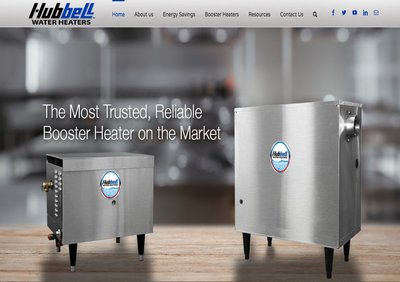 Hubbell
WATER HEATERS
Home About us Energy Savings Booster Heaters Resources Contact Us
The Most Trusted, Reliable
Booster Heater on the Market
Hubbell
Hubbell